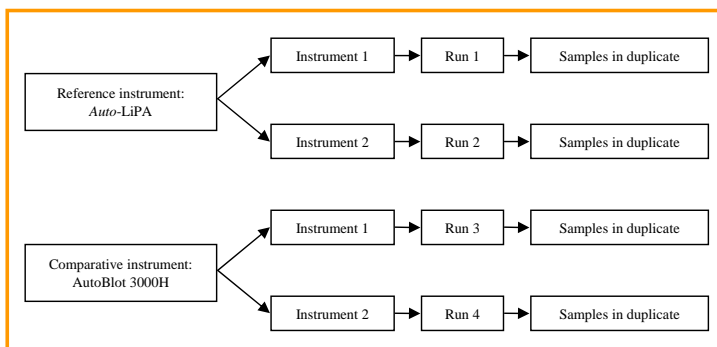 Instrument 1 Run 1 Samples in duplicate
Reference instrument:
Auto-LiPA
Instrument 2 Run 2 Samples in duplicate
Instrument 1 Run 3 Samples in duplicate
Comparative instrument:
AutoBlot 3000H
Instrument 2 Run 4 Samples in duplicate